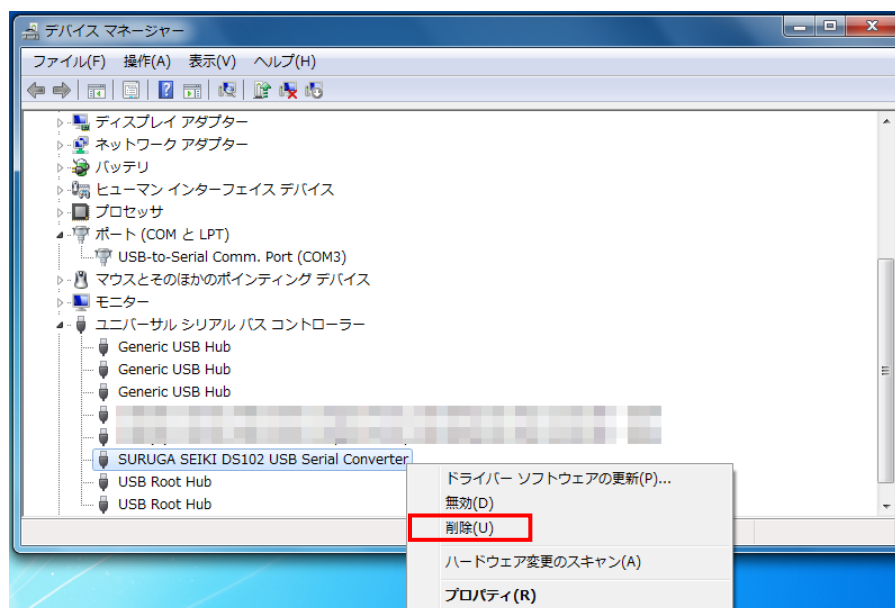 デバイス マネージャー
ファイル(F) 操作(A) 表示(V) ヘルプ(H)
ディスプレイ アダプター
ネットワーク アダプター
バッテリ
ヒューマン インターフェイス デバイス
プロセッサ
ポート (COM と LPT)
USB-to-Serial Comm. Port (COM3)
マウスとそのほかのポインティング デバイス
モニター
ユニバーサル シリアル バス コントローラー
Generic USB Hub
Generic USB Hub
Generic USB Hub
SURUGA SEIKI DS102 USB Serial Converter
USB Root Hub
USB Root Hub
ドライバー ソフトウェアの更新(P)...
無効(D)
削除(U)
ハードウェア変更のスキャン(A)
プロパティ(R)